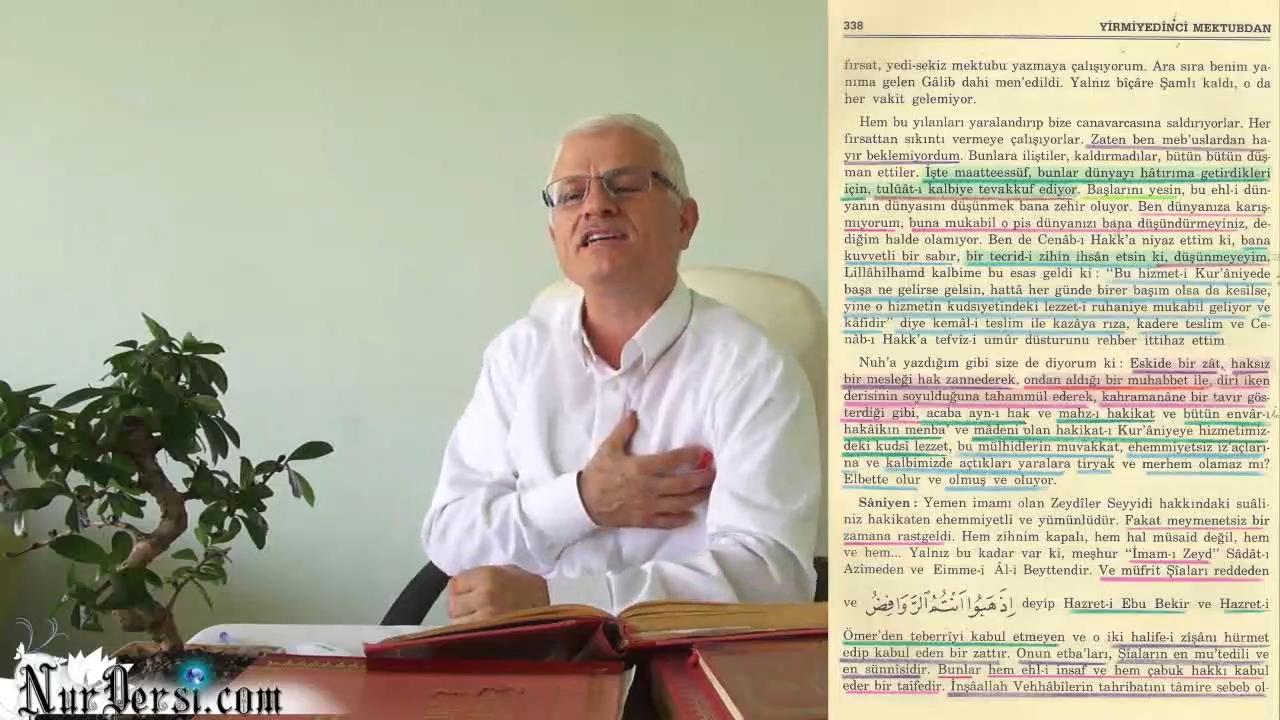 338 YİRMİYEDİNCİ MEKTUBDAN
fırsat, yedi-sekiz mektubu yazmaya çalışıyorum. Ara sıra benim ya-
nıma gelen Gâlib dahi men'edildi. Yalnız bîçâre Şamlı kaldı, o da
her vakit gelemiyor.
Hem bu yılanları yaralandırıp bize canavarcasına saldırıyorlar. Her
fırsattan sıkıntı vermeye çalışıyorlar. Zaten ben meb'uslardan ha-
yır beklemiyordum. Bunlara iliştiler, kaldırmadılar, bütün bütün düş-
man ettiler. İşte maatteessüf, bunlar dünyayı hâtırıma getirdikleri
için, tulûât-ı kalbiye tevakkuf ediyor. Başlarını yesin, bu ehl-i dün-
yanın dünyasını düşünmek bana zehir oluyor. Ben dünyanıza karış-
mıyorum, buna mukabil o pis dünyanızı bana düşündürmeyiniz, de-
diğim halde olamıyor. Ben de Cenâb-ı Hakk'a niyaz ettim ki, bana
kuvvetli bir sabır, bir tecrid-i zihin ihsân etsin ki, düşünmeyeyim.
Lillâhilhamd kalbime bu esas geldi ki: "Bu hizmet-i Kur'âniyede
başa ne gelirse gelsin, hattâ her günde birer başım olsa da kesilse,
yine o hizmetin kudsiyetindeki lezzet-i ruhaniye mukabil geliyor ve
kâfidir" diye kemâl-i teslim ile kazâya rıza, kadere teslim ve Ce-
nâb-ı Hakk'a tefviz-i umûr düsturunu rehber ittihaz ettim
Nuh'a yazdığım gibi size de diyorum ki: Eskide bir zât, haksız
bir mesleği hak zannederek, ondan aldığı bir muhabbet ile, diri iken
derisinin soyulduğuna tahammül ederek, kahramanâne bir tavır gös-
terdiği gibi, acaba ayn-ı hak ve mahz-ı hakikat ve bütün envâr-ı
hakâikın menba' ve mâdeni olan hakikat-ı Kur'âniyeye hizmetimiz-
deki kudsî lezzet, bu mülhidlerin muvakkat, ehemmiyetsiz iz'açları-
na ve kalbimizde açtıkları yaralara tiryak ve merhem olamaz mı?
Elbette olur ve olmuş ve oluyor.
Sâniyen: Yemen imamı olan Zeydîler Seyyidi hakkındaki suâli-
niz hakikaten ehemmiyetli ve yümünlüdür. Fakat meymenetsiz bir
zamana rastgeldi. Hem zihnim kapalı, hem hal müsaid değil, hem
ve hem... Yalnız bu kadar var ki, meşhur "İmam-ı Zeyd" Sâdât-ı
Azimeden ve Eimme-i Âl-i Beyttendir. Ve müfrit Şîaları reddeden
ve اِذْهَبُوا اَنْتُمُ الرَّوَافِضُ deyip Hazret-i Ebu Bekir ve Hazret-i
Ömer'den teberrîyi kabul etmeyen ve o iki halife-i zîşânı hürmet
edip kabul eden bir zattır. Onun etba'ları, Şîaların en mu'tedili ve
en sünnîsidir. Bunlar hem ehl-i insaf ve hem çabuk hakkı kabul
eder bir taifedir. İnşâallah Vehhâbilerin tahribatını tâmire sebeb ol-
NurDersi.com